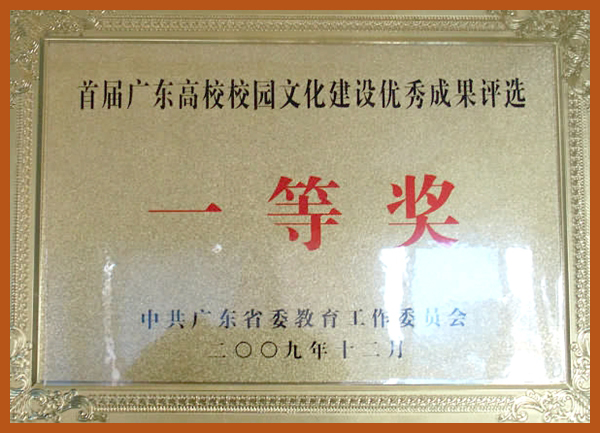 首届广东高校校园文化建设优秀成果评选
一等奖
中共广东省委教育工作委员会
二〇〇九年十二月